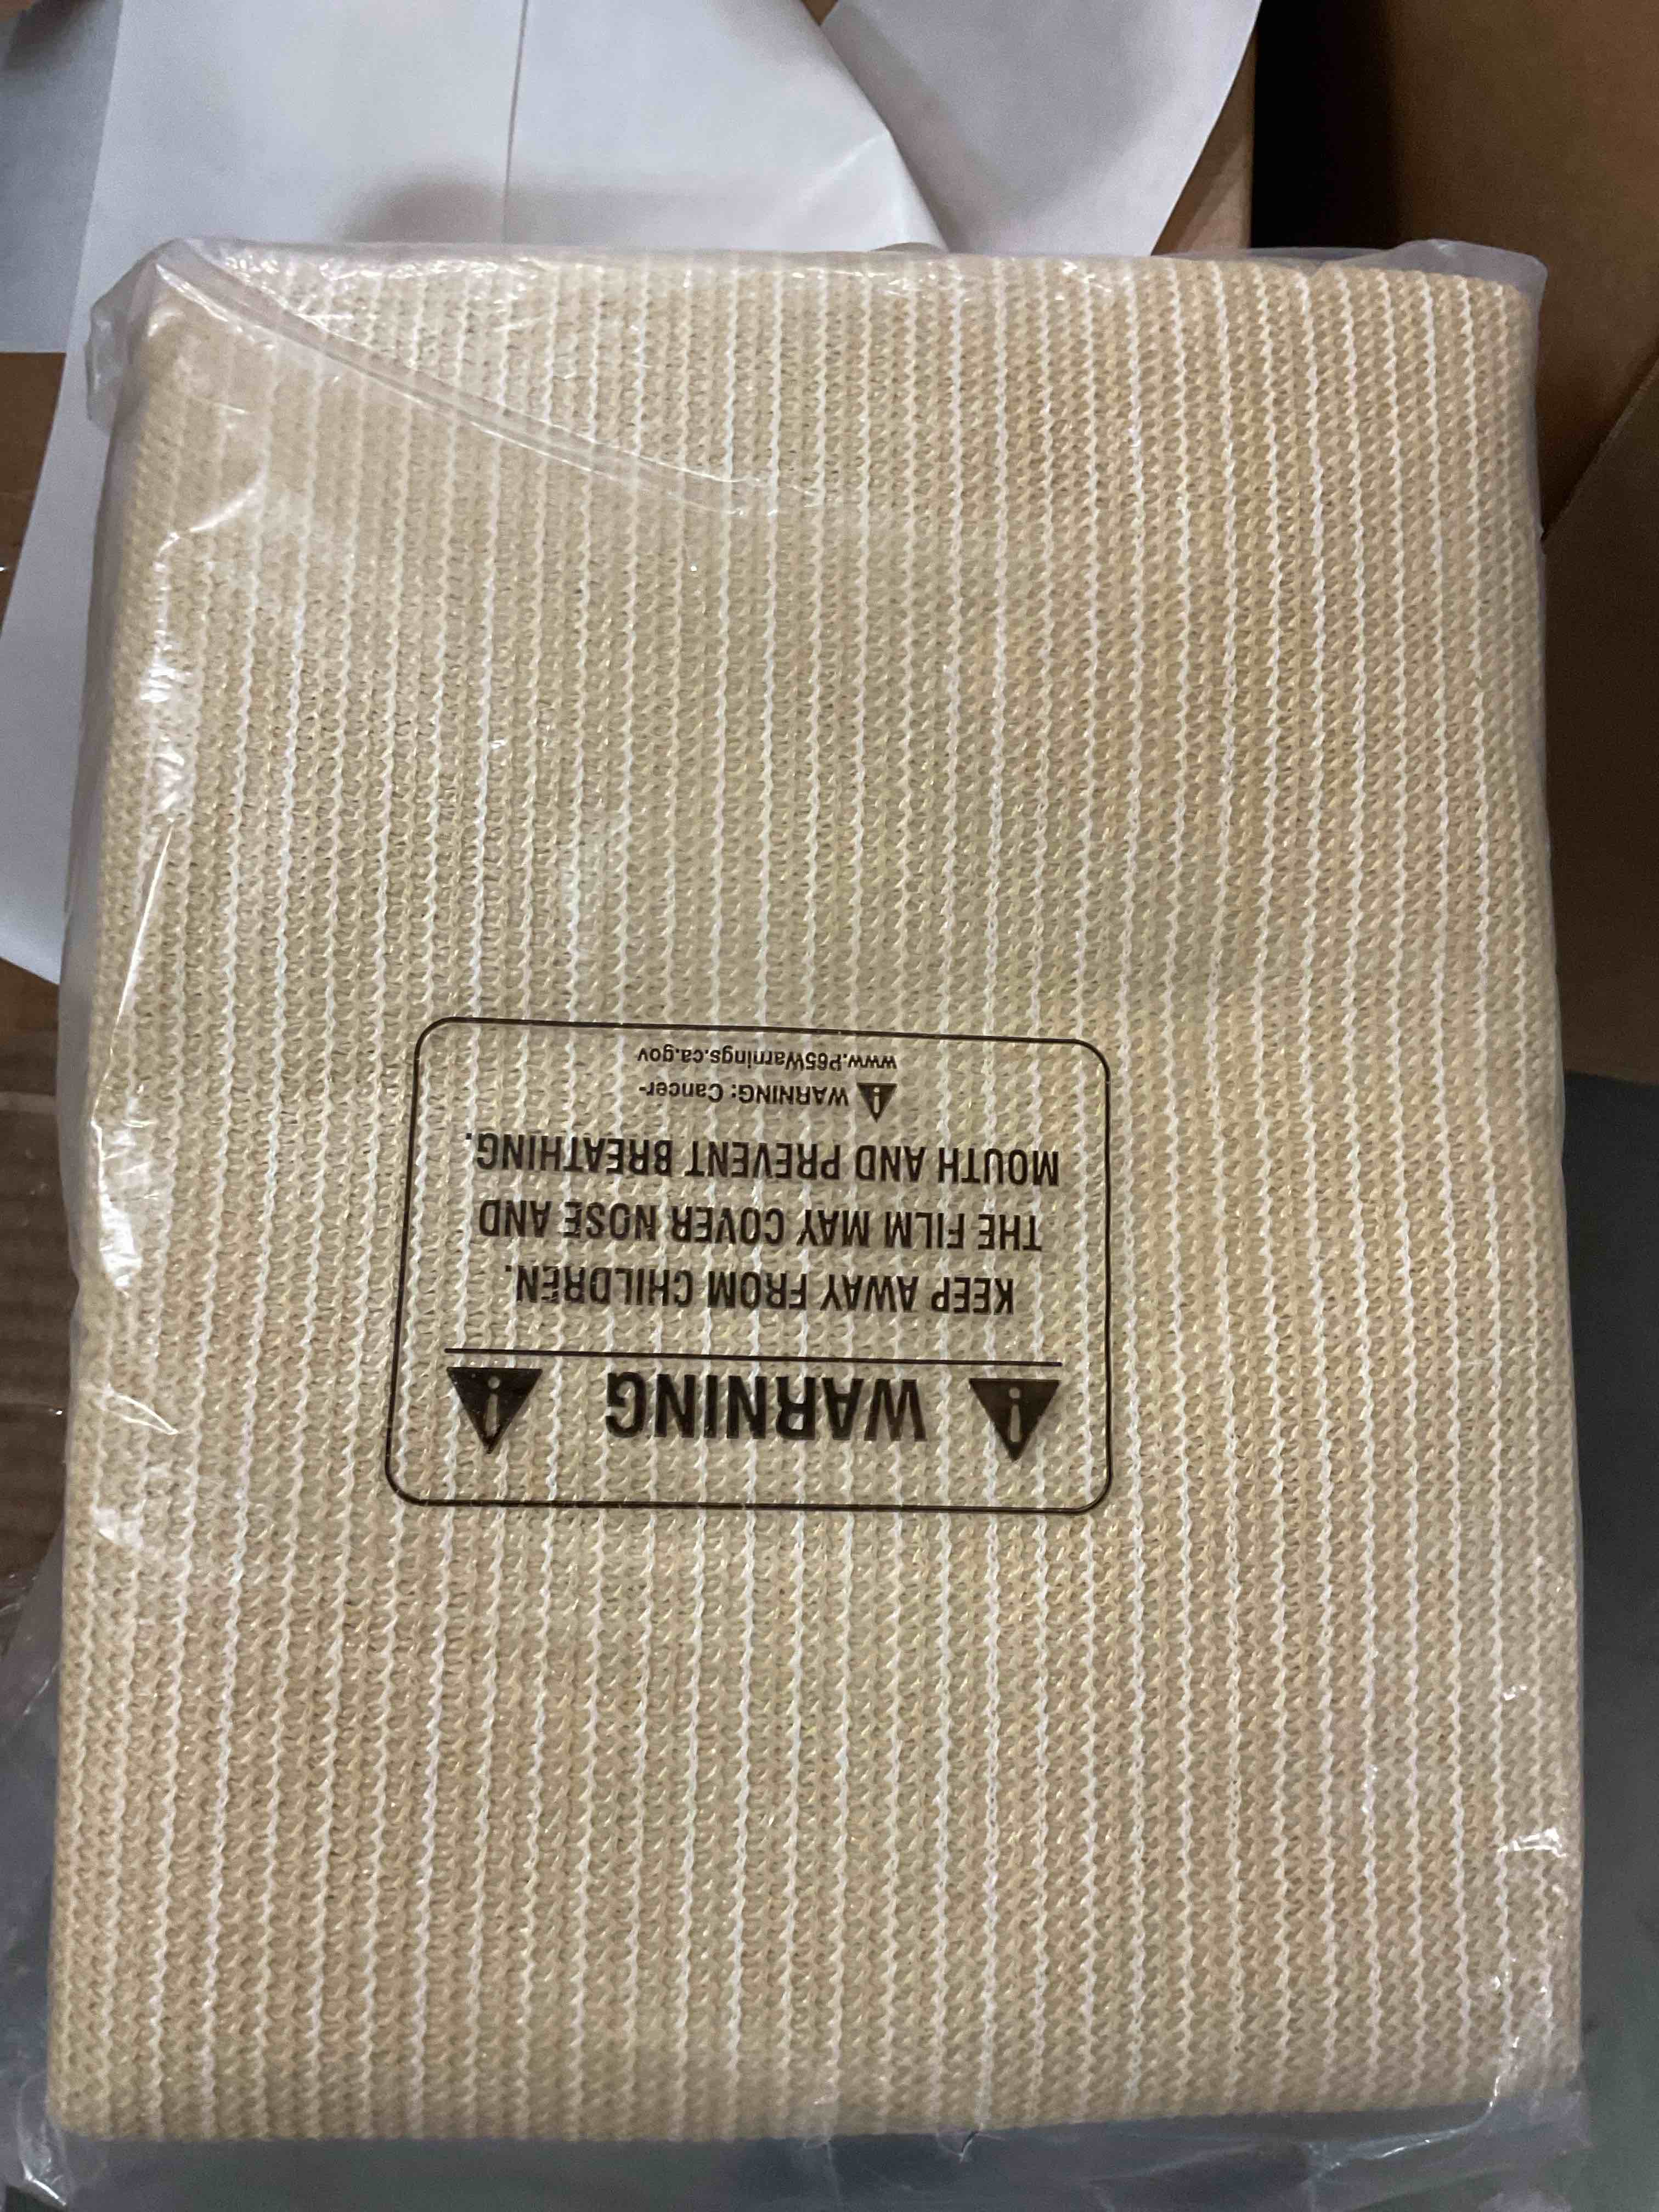 WARNING
KEEP AWAY FROM CHILDREN.
THE FILM MAY COVER NOSE AND
MOUTH AND PREVENT BREATHING.
WARNING: Cancer-
www.P65Warnings.ca.gov